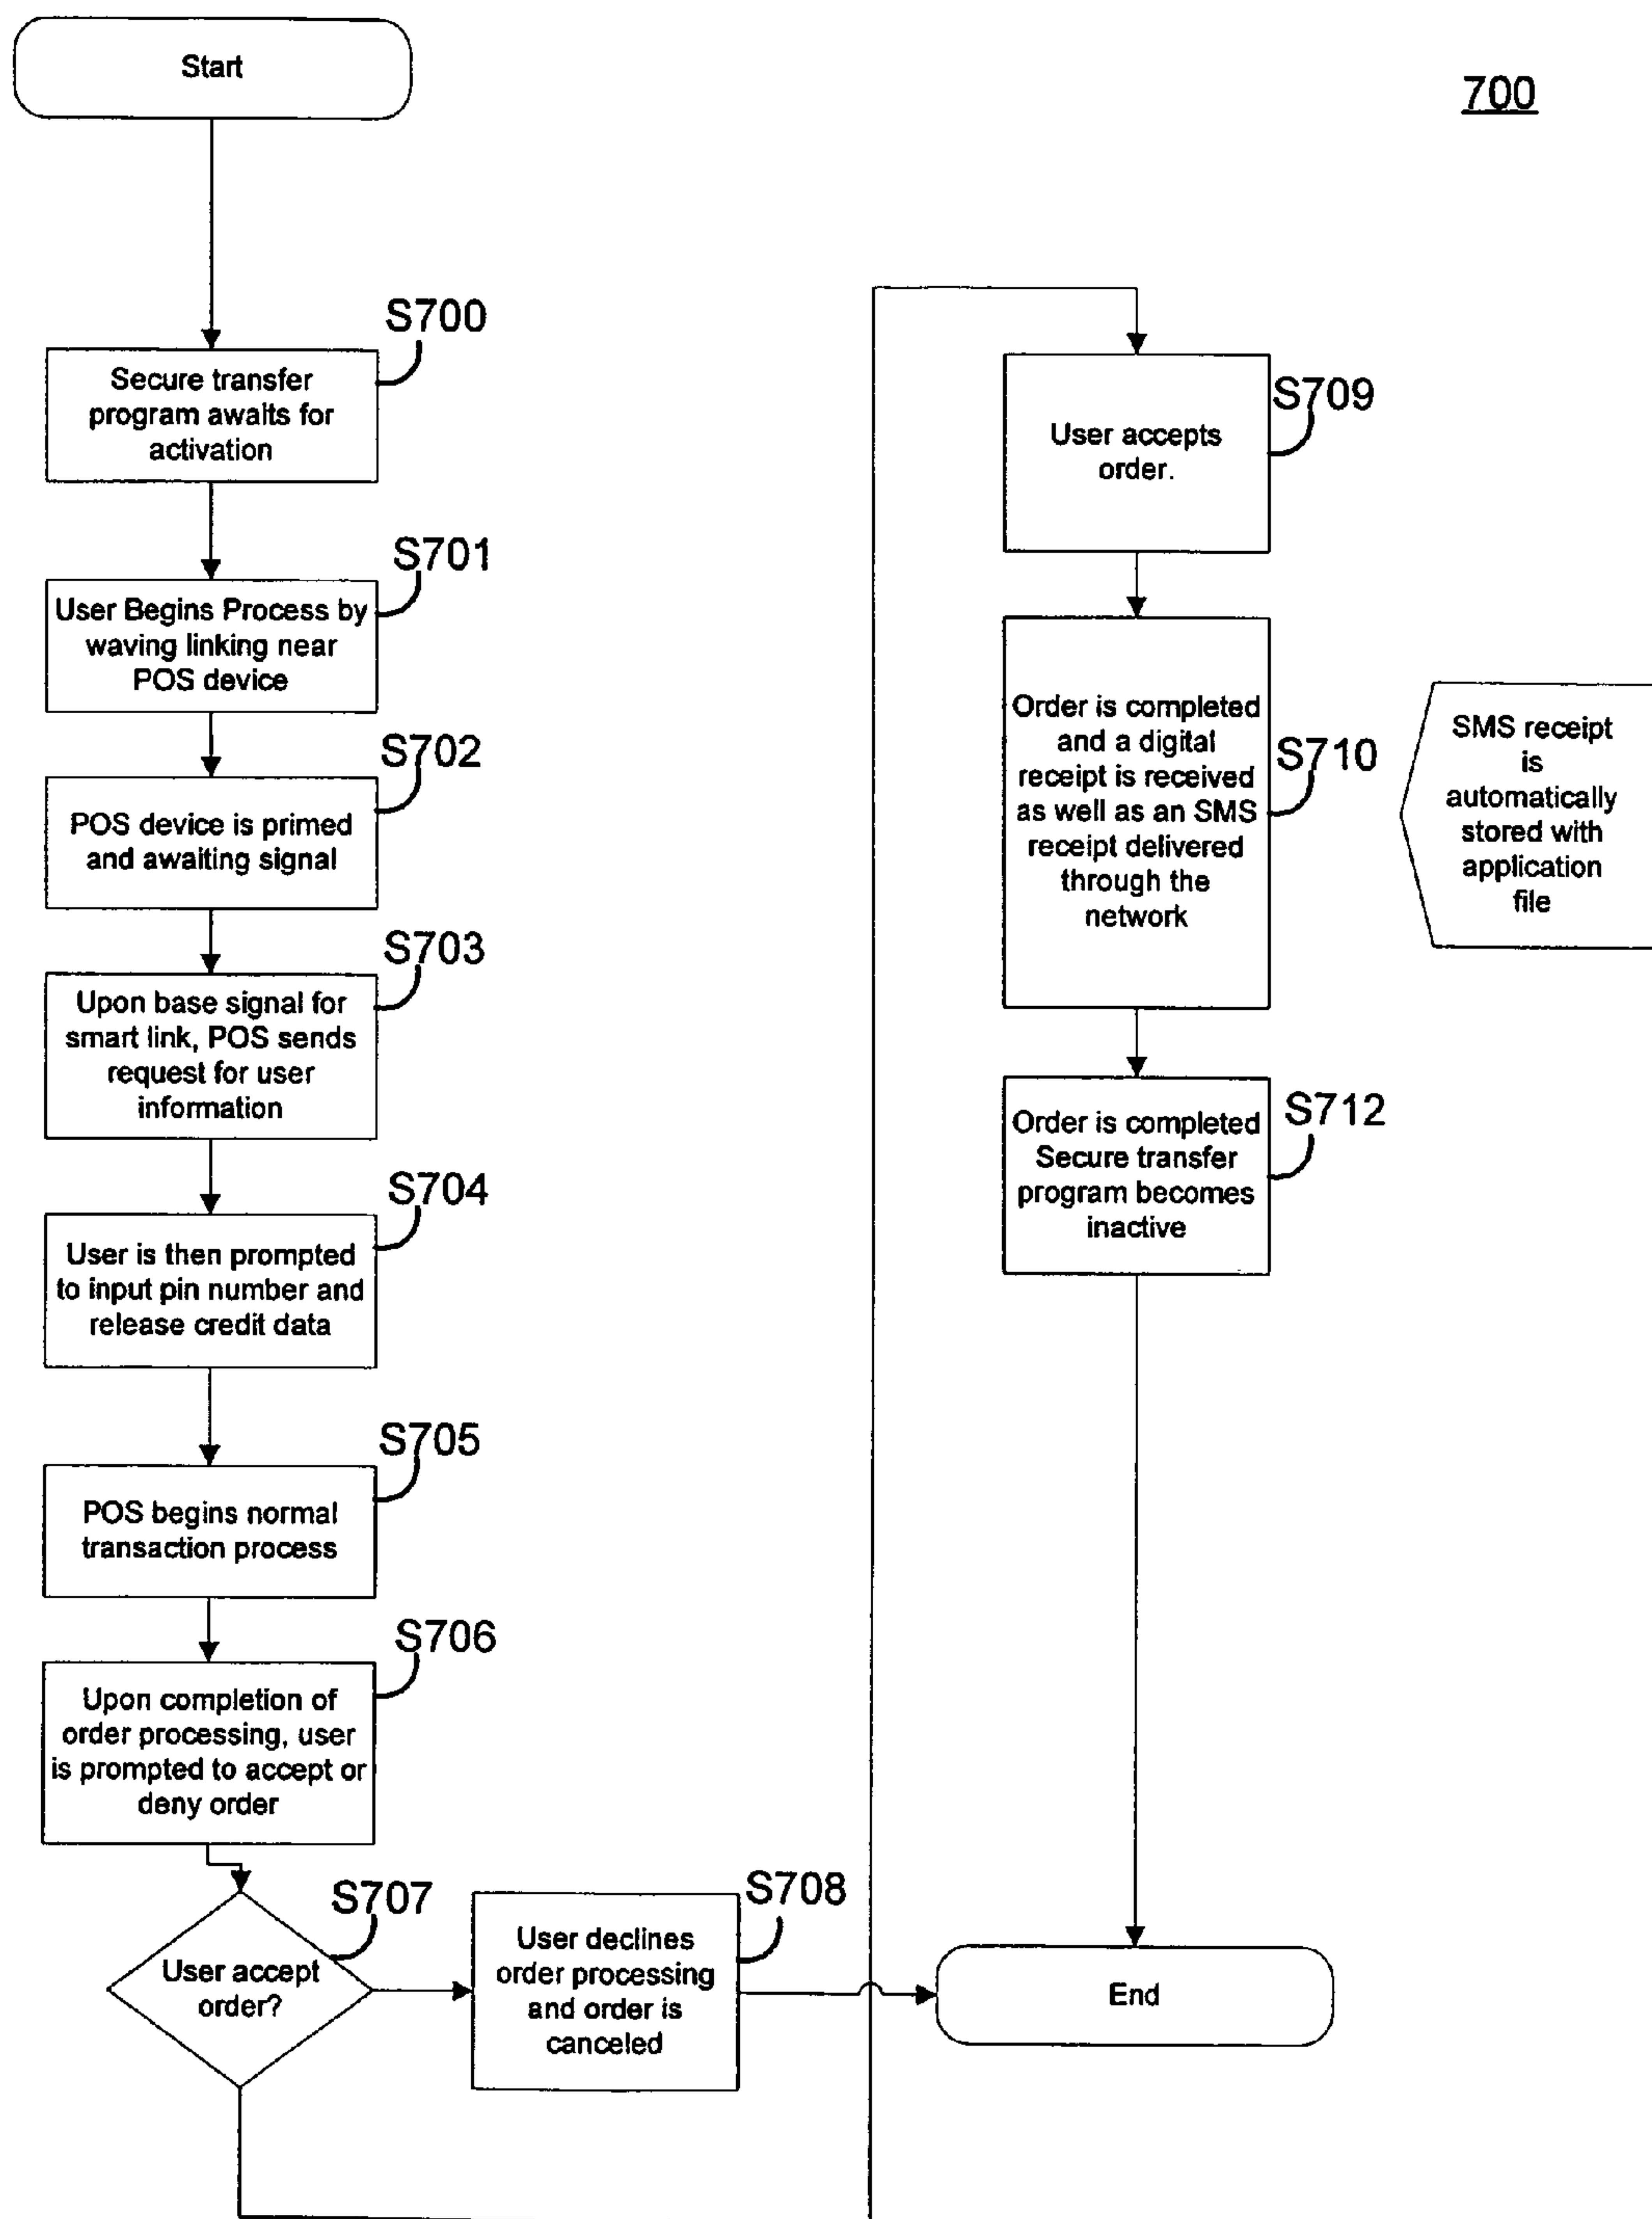 Start
700
S700
Secure transfer
program awaits for
activation
S701
User Begins Process by
waving linking near
POS device
S702
POS device is primed
and awaiting signal
S703
Upon base signal for
smart link, POS sends
request for user
information
S704
User is then prompted
to input pin number and
release credit data
S705
POS begins normal
transaction process
S706
Upon completion of
order processing, user
is prompted to accept or
deny order
S707
User accept
order?
S708
User declines
order processing
and order is
canceled
S709
User accepts
order.
S710
Order is completed
and a digital
receipt is received
as well as an SMS
receipt delivered
through the
network
SMS receipt
is
automatically
stored with
application
file
S712
Order is completed
Secure transfer
program becomes
inactive
End